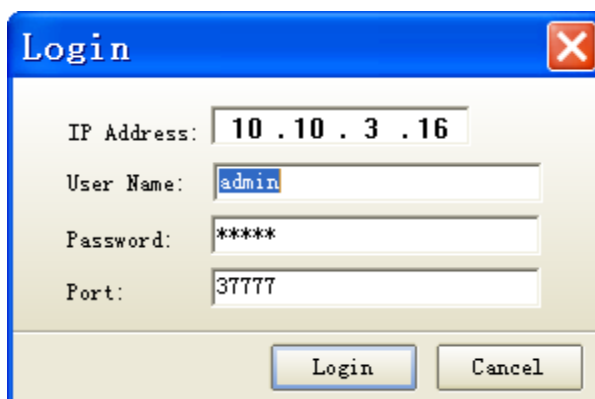 Login
IP Address: 10 .10 . 3 .16
User Name: admin
Password: *****
Port: 37777
Login Cancel